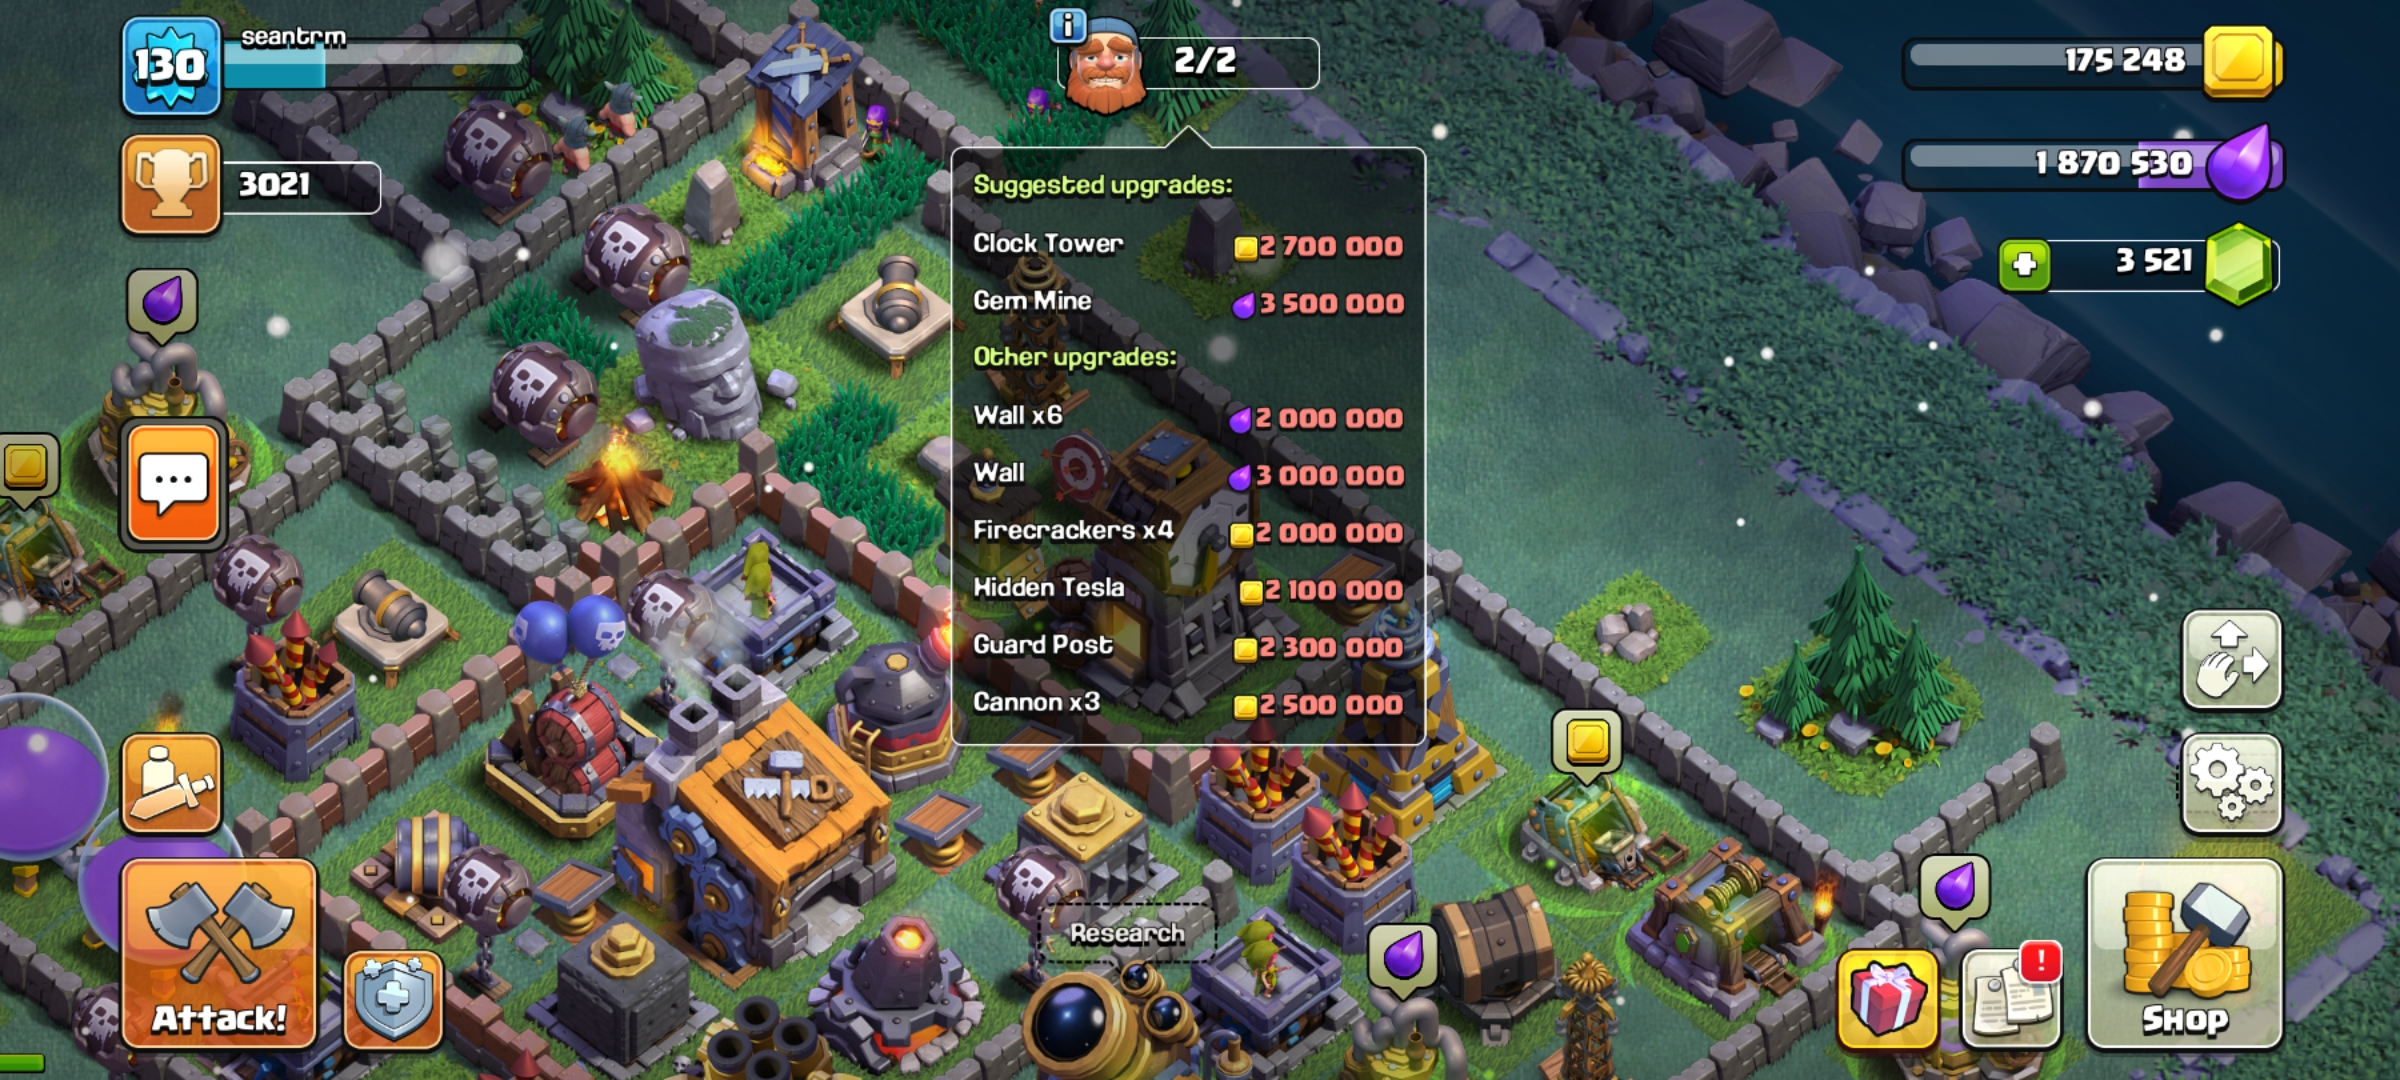 130
seantrm
i
2/2
175 248
3021
1 870 530
3 521
Suggested upgrades:
Clock Tower 2 700 000
Gem Mine 3 500 000
Other upgrades:
Wall x6 2 000 000
Wall 3 000 000
Firecrackers x4 2 000 000
Hidden Tesla 2 100 000
Guard Post 2 300 000
Cannon x3 2 500 000
Research
!
Attack!
Shop